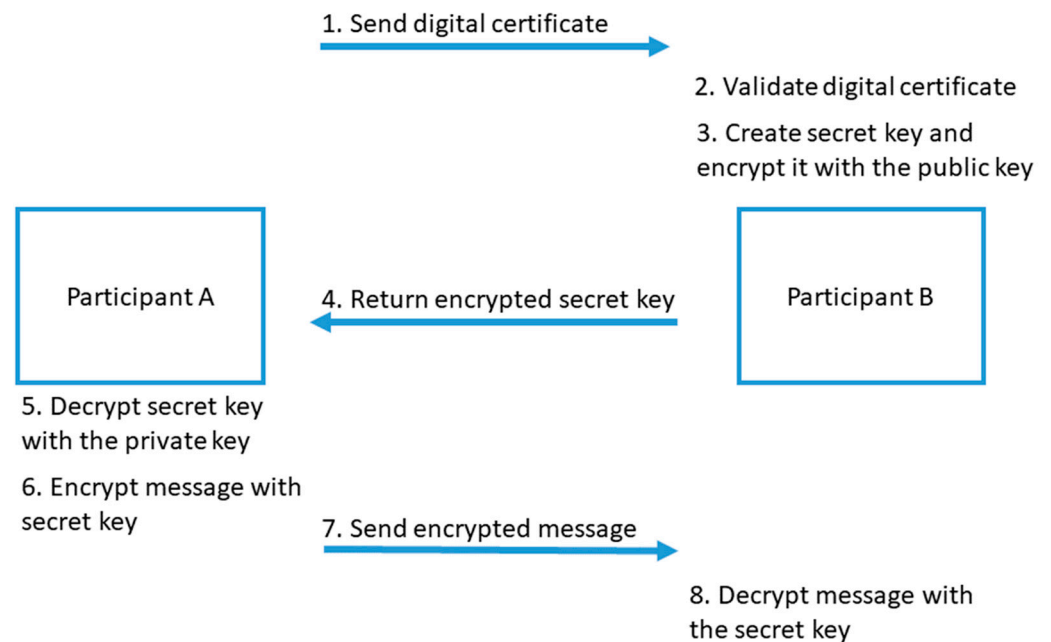 1. Send digital certificate
2. Validate digital certificate
3. Create secret key and
encrypt it with the public key
Participant A
4. Return encrypted secret key
Participant B
5. Decrypt secret key
with the private key
6. Encrypt message with
secret key
7. Send encrypted message
8. Decrypt message with
the secret key